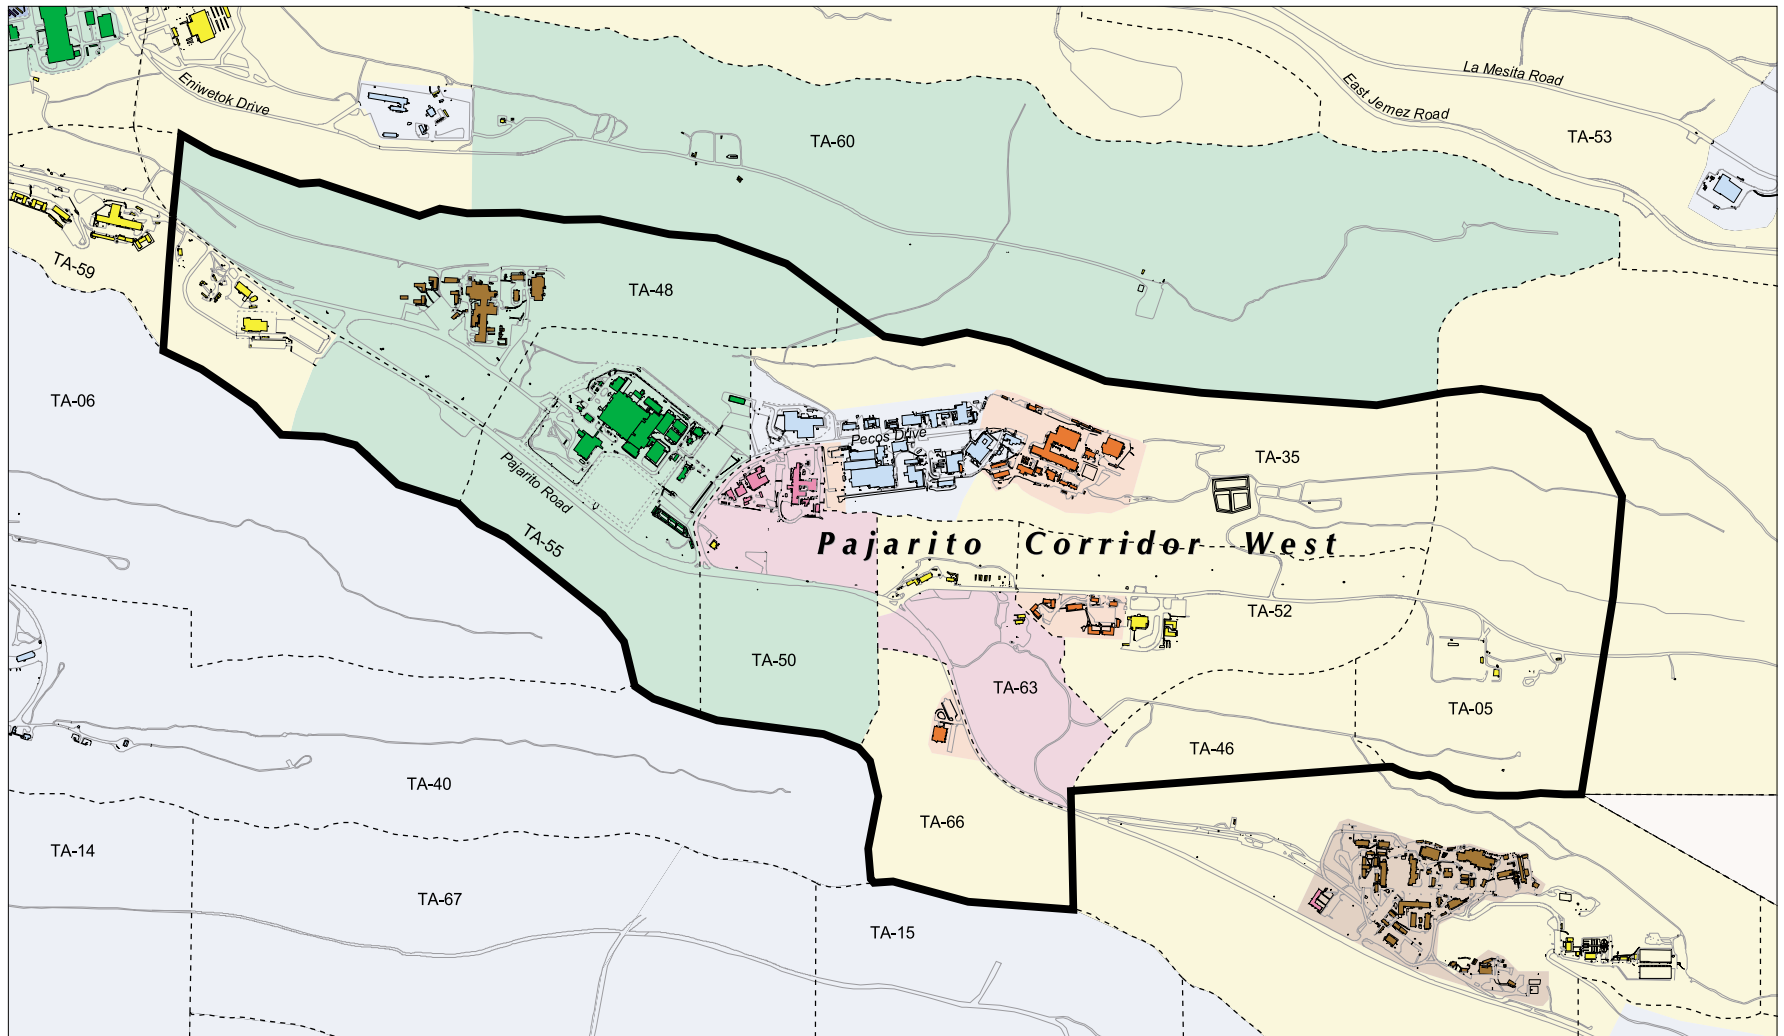 La Mesita Road
Eniwetok Drive
East Jemez Road
TA-60
TA-53
TA-59
TA-48
TA-06
Pecos Drive
TA-35
Pajarito Road
TA-55
Pajarito Corridor West
TA-52
TA-50
TA-63
TA-05
TA-46
TA-40
TA-66
TA-14
TA-67
TA-15